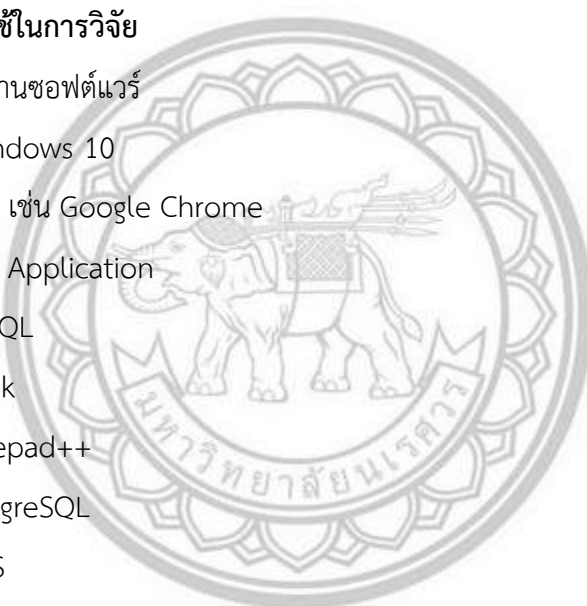 ช้ในการวิจัย
านซอฟต์แวร์
ndows 10
เช่น Google Chrome
Application
QL
k
epad++
greSQL
S
มหาวิทยาลัยนเรศวร